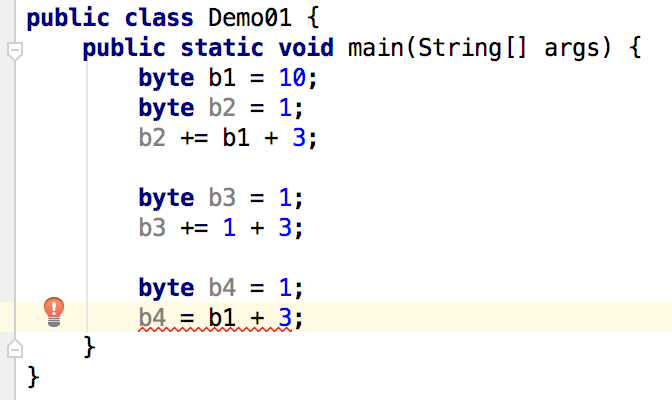 public class Demo01 {
public static void main(String[] args) {
byte b1 = 10;
byte b2 = 1;
b2 += b1 + 3;
byte b3 = 1;
b3 += 1 + 3;
byte b4 = 1;
b4 = b1 + 3;
}
}